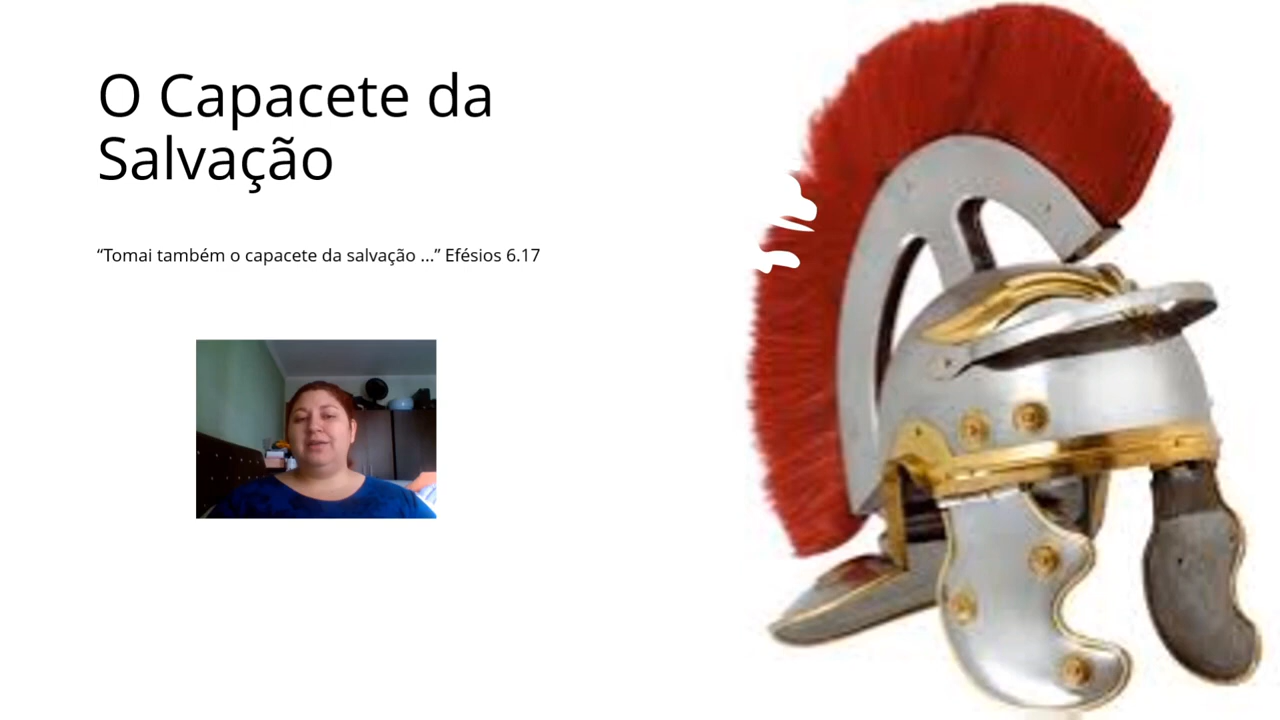 O Capacete da
Salvação
“Tomai também o capacete da salvação ...” Efésios 6.17